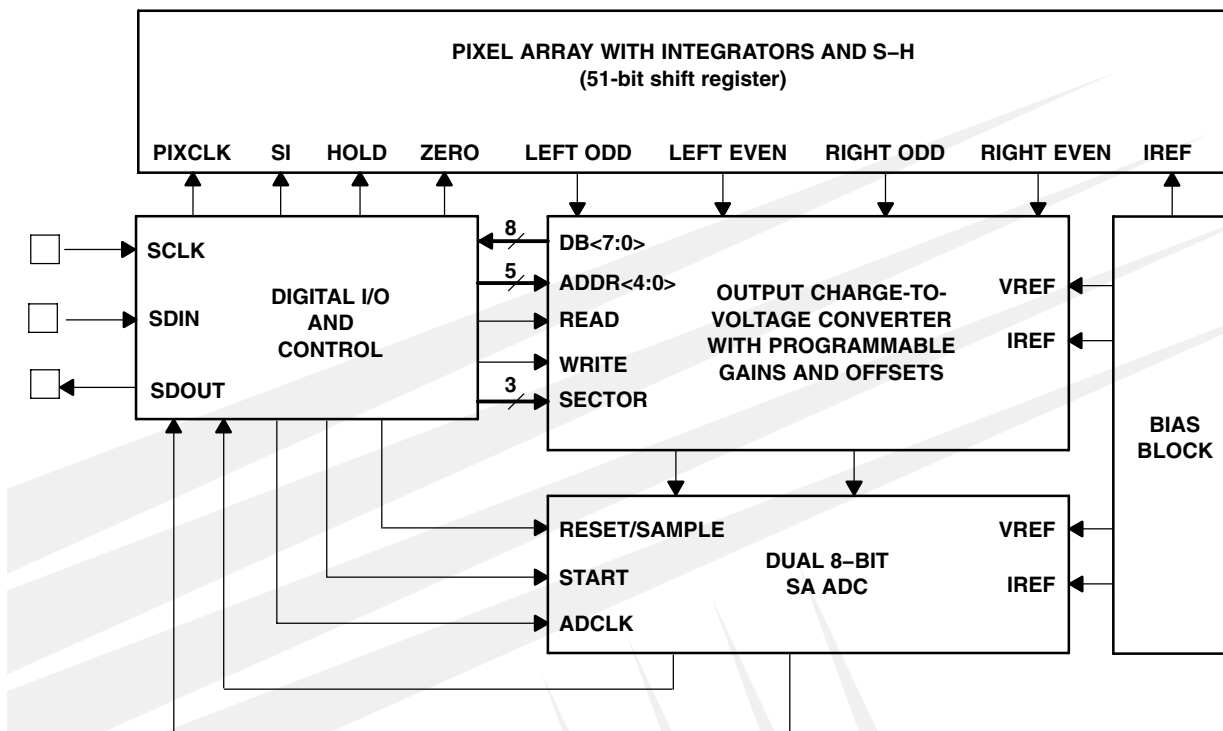 PIXEL ARRAY WITH INTEGRATORS AND S–H
(51-bit shift register)
PIXCLK SI HOLD ZERO LEFT ODD LEFT EVEN RIGHT ODD RIGHT EVEN IREF
SCLK
SDIN
SDOUT
DIGITAL I/O
AND
CONTROL
8
5
3
DB<7:0>
ADDR<4:0>
READ
WRITE
SECTOR
OUTPUT CHARGE-TO-
VOLTAGE CONVERTER
WITH PROGRAMMABLE
GAINS AND OFFSETS
VREF
IREF
BIAS
BLOCK
RESET/SAMPLE
START
ADCLK
DUAL 8–BIT
SA ADC
VREF
IREF